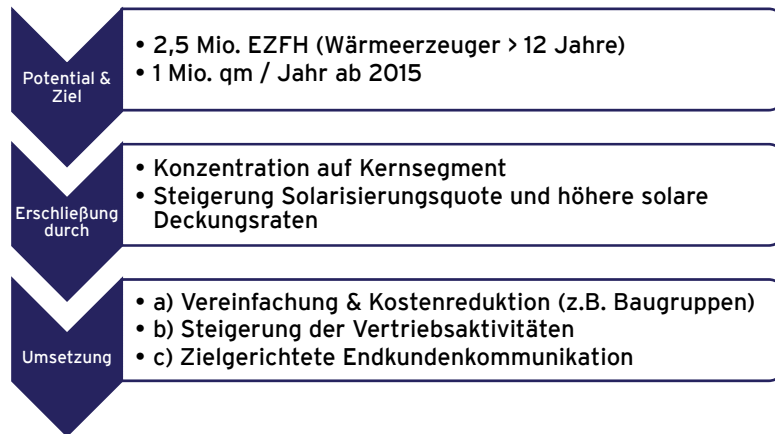 Potential &
Ziel
• 2,5 Mio. EZFH (Wärmeerzeuger > 12 Jahre)
• 1 Mio. qm / Jahr ab 2015
Erschließung
durch
• Konzentration auf Kernsegment
• Steigerung Solarisierungsquote und höhere solare
Deckungsraten
Umsetzung
• a) Vereinfachung & Kostenreduktion (z.B. Baugruppen)
• b) Steigerung der Vertriebsaktivitäten
• c) Zielgerichtete Endkundenkommunikation